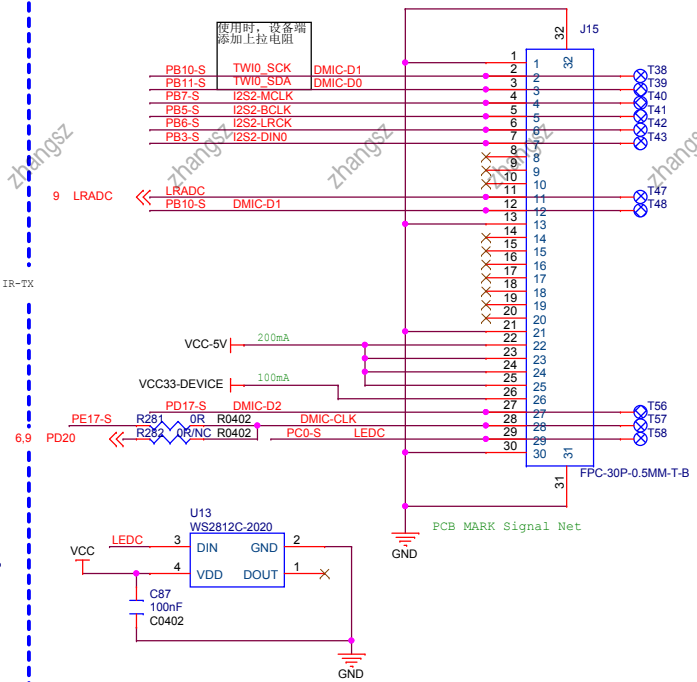 使用时，设备端
添加上拉电阻
J15
32
32
1 1
PB10-S TWI0_SCK DMIC-D1 2 2 T38
PB11-S TWI0_SDA DMIC-D0 3 3 T39
PB7-S I2S2-MCLK 4 4 T40
PB5-S I2S2-BCLK 5 5 T41
PB6-S I2S2-LRCK 6 6 T42
PB3-S I2S2-DIN0 7 7 T43
zhangsz zhangsz zhangsz zhangs
8 8
9 9
10 10
9 LRADC LRADC 11 11 T47
PB10-S DMIC-D1 12 12 T48
13 13
14 14
15 15
16 16
IR-TX
17 17
18 18
19 19
20 20
21 21
VCC-5V 200mA 22 22
23 23
24 24
25 25
VCC33-DEVICE 100mA 26 26
PD17-S DMIC-D2 27 27 T56
PE17-S R281 0R R0402 DMIC-CLK 28 28 T57
6,9 PD20 R282 0R/NC R0402 PC0-S LEDC 29 29 T58
30 30
31
31
FPC-30P-0.5MM-T-B
PCB MARK Signal Net
GND
U13
WS2812C-2020
LEDC 3 DIN GND 2
VCC 4 VDD DOUT 1
C87
100nF
C0402
GND